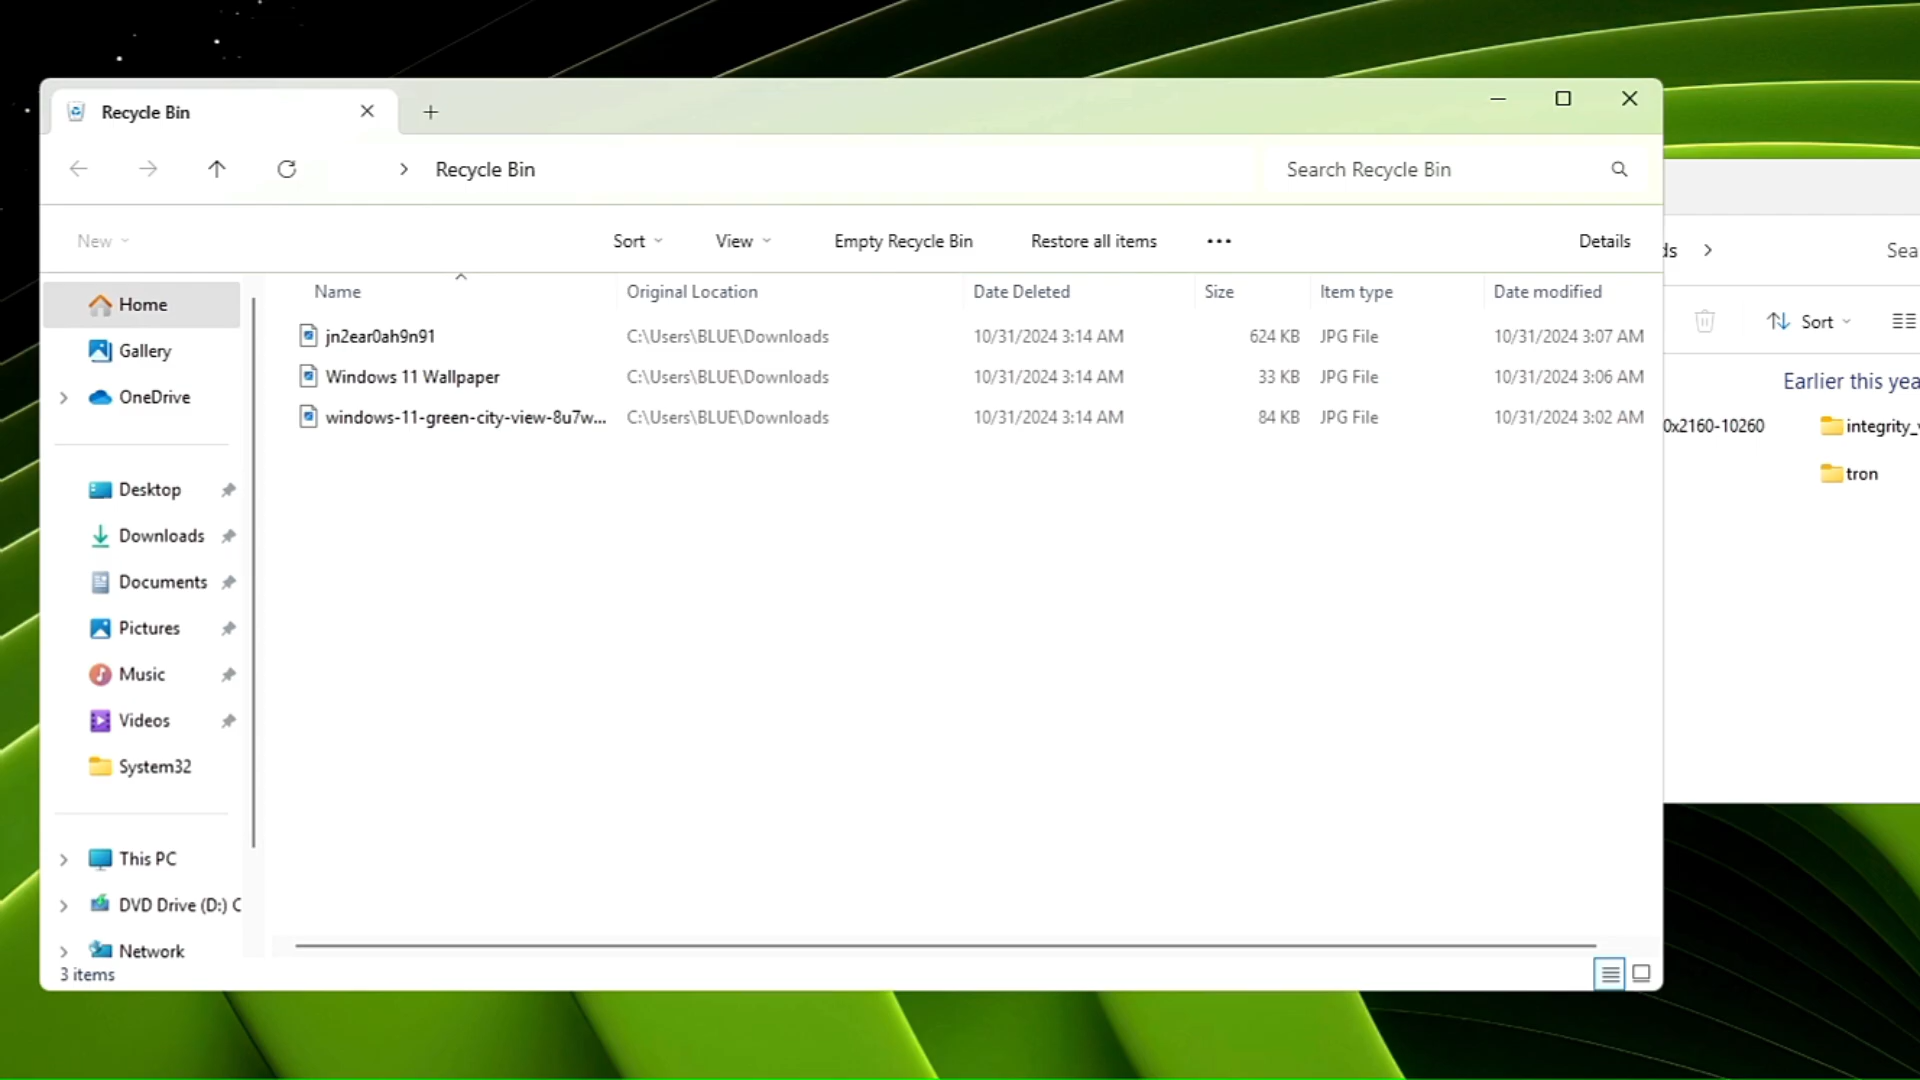 Recycle Bin
Recycle Bin
Search Recycle Bin
New
Sort
View
Empty Recycle Bin
Restore all items
Details
Name
Original Location
Date Deleted
Size
Item type
Date modified
jn2ear0ah9n91
C:\Users\BLUE\Downloads
10/31/2024 3:14 AM
624 KB
JPG File
10/31/2024 3:07 AM
Windows 11 Wallpaper
C:\Users\BLUE\Downloads
10/31/2024 3:14 AM
33 KB
JPG File
10/31/2024 3:06 AM
windows-11-green-city-view-8u7w...
C:\Users\BLUE\Downloads
10/31/2024 3:14 AM
84 KB
JPG File
10/31/2024 3:02 AM
Home
Gallery
OneDrive
Desktop
Downloads
Documents
Pictures
Music
Videos
System32
This PC
DVD Drive (D:) C
Network
3 items
ds
Sea
Sort
Earlier this yea
0x2160-10260
integrity_
tron